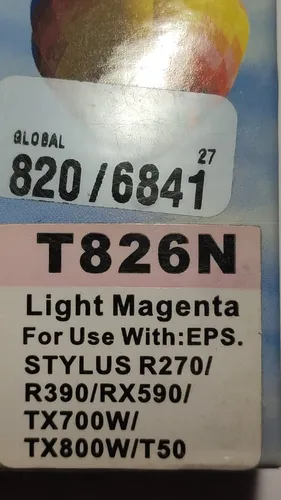 GLOBAL
27
820/6841
T826N
Light Magenta
For Use With:EPS.
STYLUS R270/
R390/RX590/
TX700W/
TX800W/T50